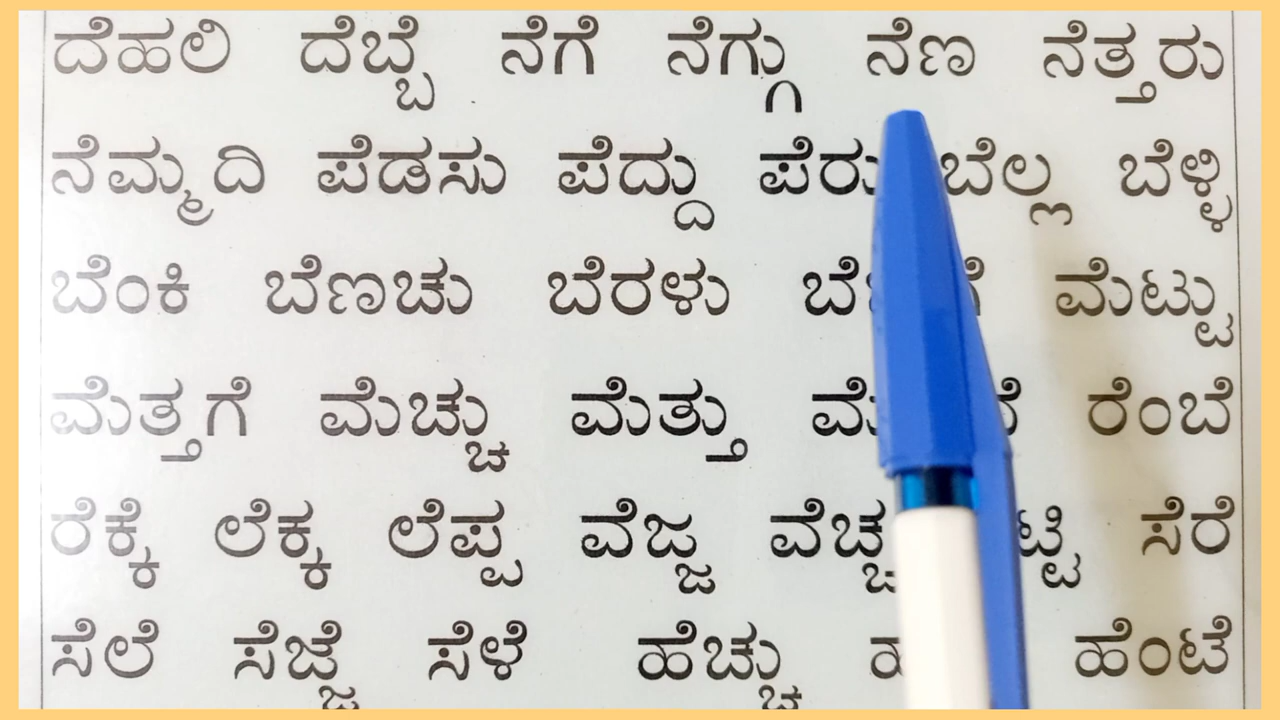 ದೆಹಲಿ ದೆಬ್ಬೆ ನೆಗೆ ನೆಗ್ಗು ನೆಣ ನೆತ್ತರು
ನೆಮ್ಮದಿ ಪೆಡಸು ಪೆದ್ದು ಬೆಲ್ಲ ಬೆಳ್ಳಿ
ಬೆಂಕಿ ಬೆಣಚು ಬೆರಳು ಮೆಟ್ಟು
ಮೆತ್ತಗೆ ಮೆಚ್ಚು ಮೆತ್ತು ರೆಂಬೆ
ರೆಕ್ಕೆ ಲೆಕ್ಕ ಲೆಪ್ಪ ವೆಜ್ಜ ವೆಚ್ಚ ಸೆರೆ
ಸೆಲೆ ಸೆಜ್ಜೆ ಸೆಳೆ ಹೆಚ್ಚು ಹೆಂಟೆ